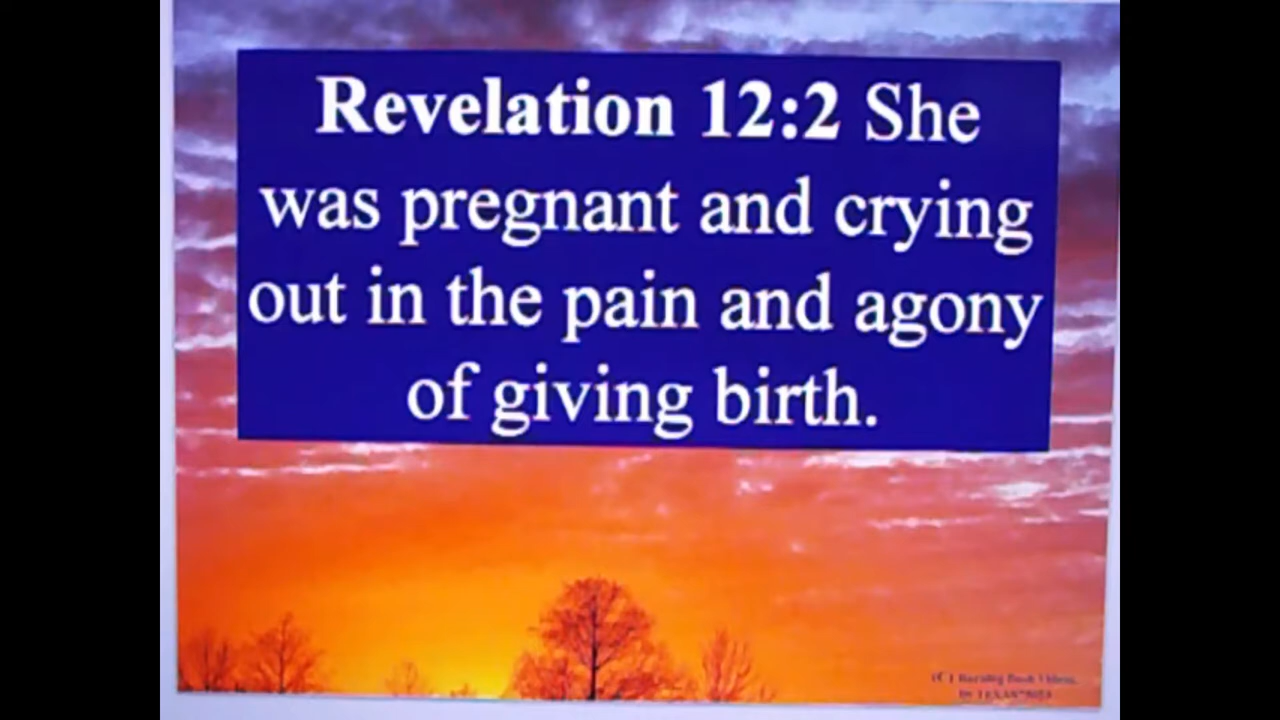 Revelation 12:2 She
was pregnant and crying
out in the pain and agony
of giving birth.